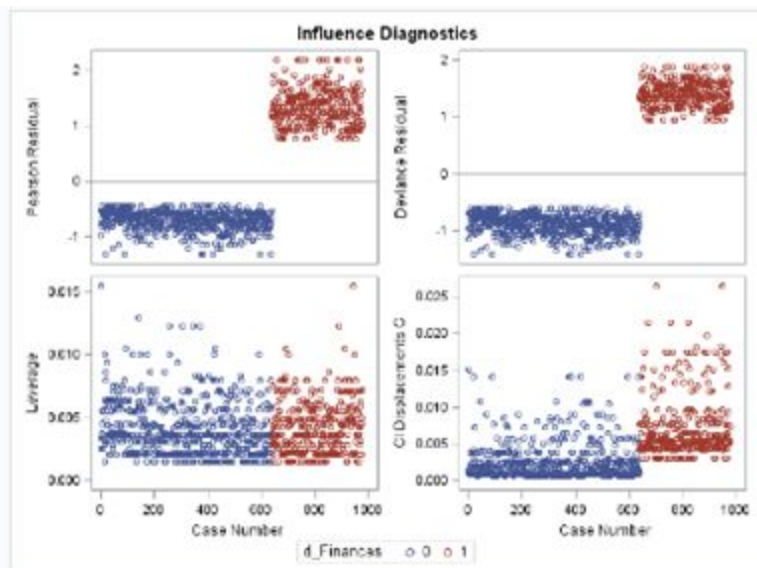 Influence Diagnostics
Pearson Residual
2
1
0
-1
Deviance Residual
2
1
0
-1
Leverage
0.015
0.010
0.005
0.000
0 200 400 600 800 1000
Case Number
CI Displacements C
0.025
0.020
0.015
0.010
0.005
0.000
0 200 400 600 800 1000
Case Number
d_Finances 0 1